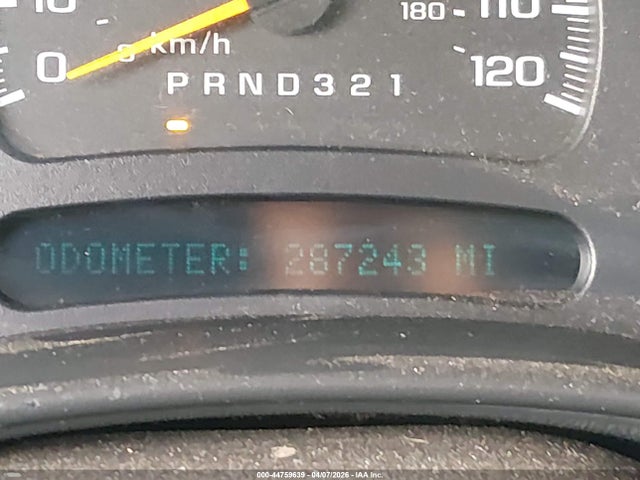 10 180 110
0 km/h 120
PRND321
ODOMETER: 287243 MI
000-44759639 - 04/07/2026 - IAA Inc.